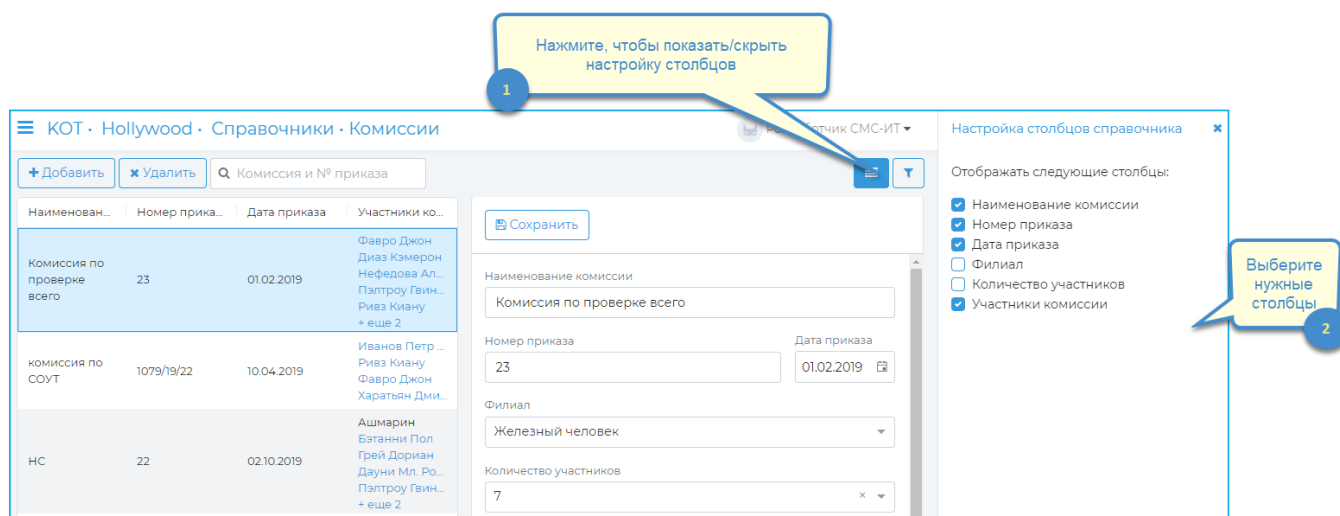 Нажмите, чтобы показать/скрыть
настройку столбцов
1
КОТ · Hollywood · Справочники · Комиссии
СМС-ИТ
Настройка столбцов справочника
Добавить
Удалить
Комиссия и № приказа
Отображать следующие столбцы:
Наименование комиссии
Номер приказа
Дата приказа
Филиал
Количество участников
Участники комиссии
Выберите
нужные
столбцы
2
Наименован... Номер прика... Дата приказа Участники ко...
Комиссия по
проверке
всего
23
01.02.2019
Фавро Джон
Диаз Кэмерон
Нефедова Ал...
Пэлтроу Гвин...
Ривз Киану
+ еще 2
комиссия по
СОУТ
1079/19/22
10.04.2019
Иванов Петр ...
Ривз Киану
Фавро Джон
Харатьян Дми...
НС
22
02.10.2019
Ашмарин
Бэтанни Пол
Грей Дориан
Дауни Мл. Ро...
Пэлтроу Гвин...
+ еще 2
Сохранить
Наименование комиссии
Комиссия по проверке всего
Номер приказа Дата приказа
23 01.02.2019
Филиал
Железный человек
Количество участников
7